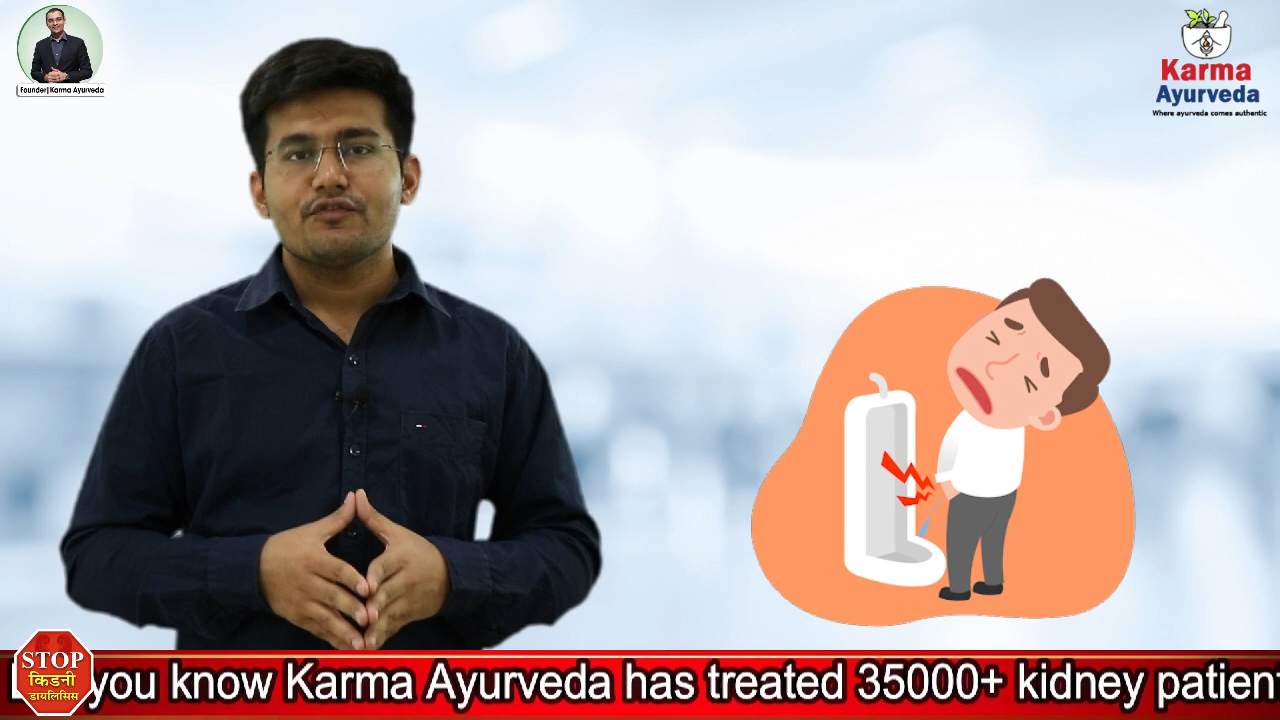 Founder|Karma Ayurveda
Karma
Ayurveda
Where ayurveda comes authentic
STOP
किडनी
डायलिसिस
you know Karma Ayurveda has treated 35000+ kidney patient